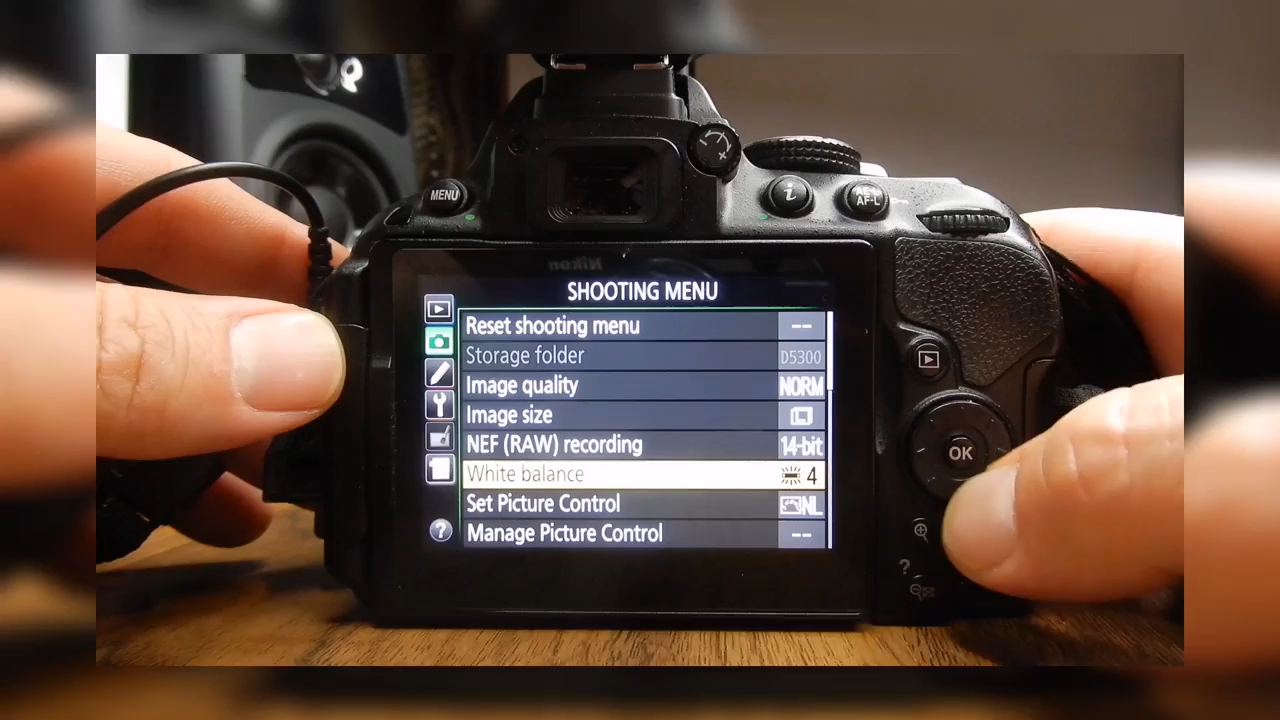 MENU
i
AE-L
AF-L
Nikon
SHOOTING MENU
Reset shooting menu --
Storage folder D5300
Image quality NORM
Image size
NEF (RAW) recording 14-bit
White balance 4
Set Picture Control NL
Manage Picture Control --
?
OK
?